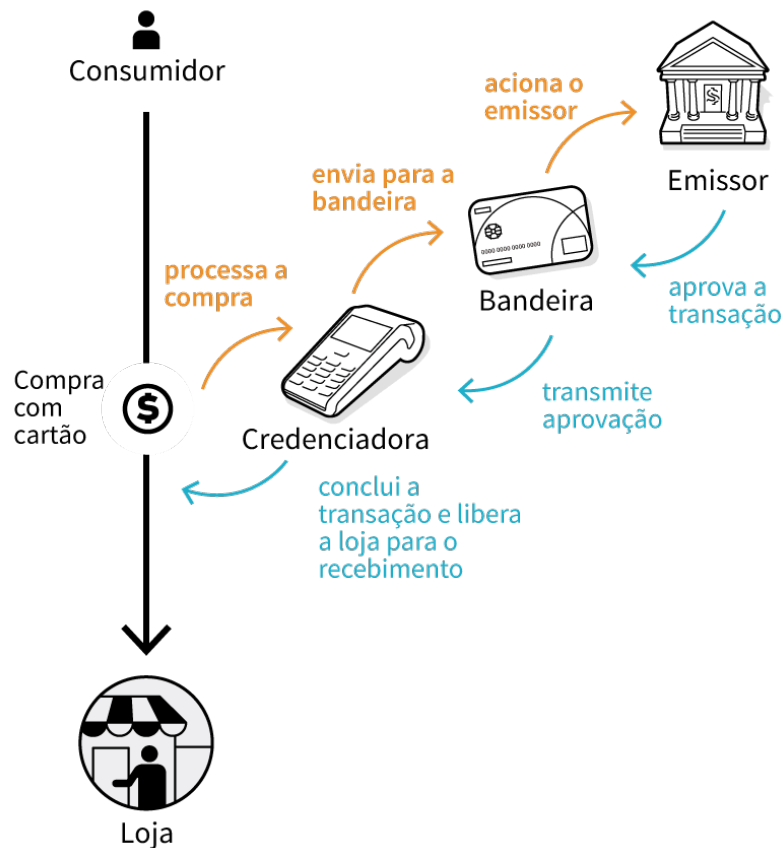 Consumidor
aciona o
emissor
Emissor
envia para a
bandeira
0000 0000 0000 0000
Bandeira
aprova a
transação
processa a
compra
Compra
com
cartão
$
Credenciadora
transmite
aprovação
conclui a
transação e libera
a loja para o
recebimento
Loja